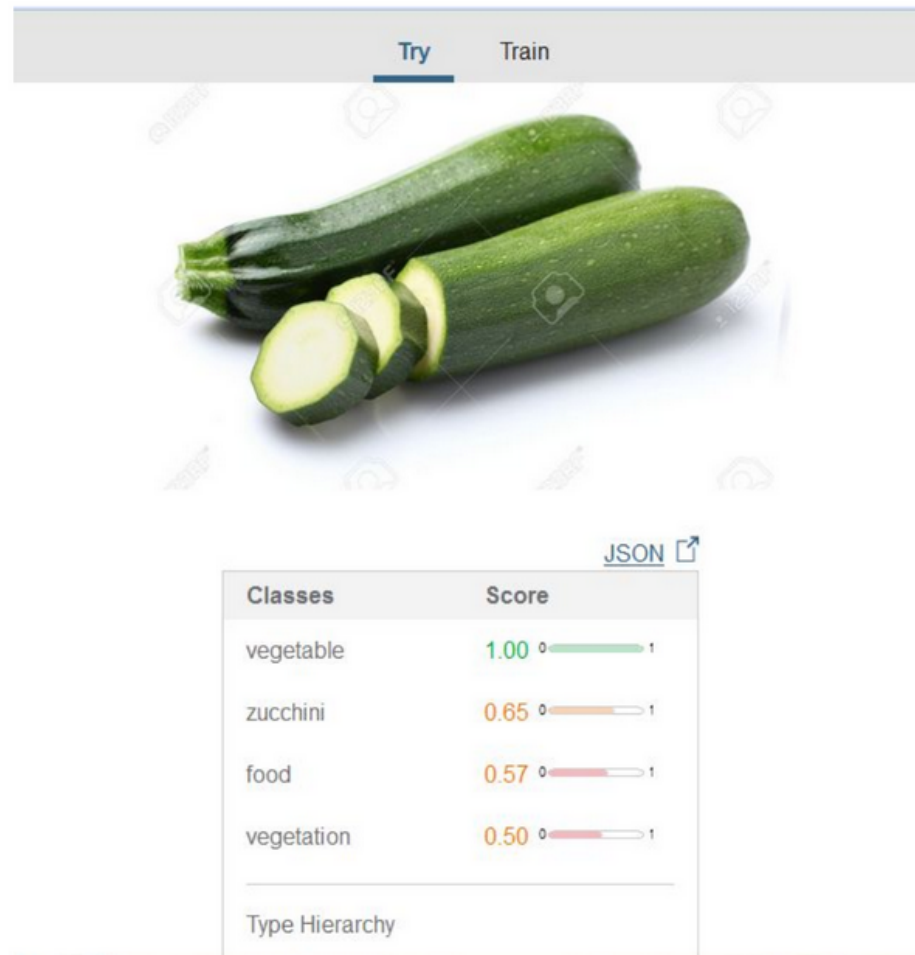 Try Train
JSON
Classes Score
vegetable 1.00 0 1
zucchini 0.65 0 1
food 0.57 0 1
vegetation 0.50 0 1
Type Hierarchy